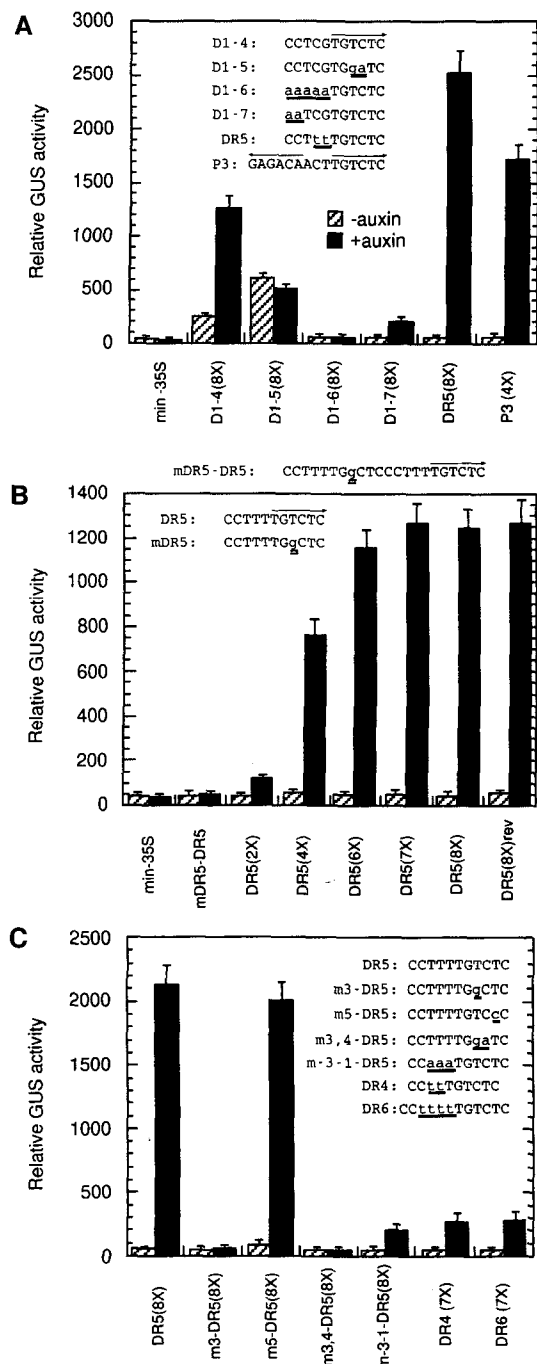 A
3000
2500
2000
1500
1000
500
0
Relative GUS activity
D1-4: CCTCGTGTCTC
D1-5: CCTCGTGgaTC
D1-6: aaaaaTGTCTC
D1-7: aaTCGTGTCTC
DR5: CCTttTGTCTC
P3: GAGACAACTTGTCTC
-auxin
+auxin
min -35S
D1-4(8X)
D1-5(8X)
D1-6(8X)
D1-7(8X)
DR5(8X)
P3 (4X)
mDR5-DR5: CCTTTTGgCTCCCTTTTGTCTC
B
1400
1200
1000
800
600
400
200
0
Relative GUS activity
DR5: CCTTTTGTCTC
mDR5: CCTTTTGgCTC
min-35S
mDR5-DR5
DR5(2X)
DR5(4X)
DR5(6X)
DR5(7X)
DR5(8X)
DR5(8X)rev
C
2500
2000
1500
1000
500
0
Relative GUS activity
DR5: CCTTTTGTCTC
m3-DR5: CCTTTTGgCTC
m5-DR5: CCTTTTGTCcC
m3,4-DR5: CCTTTTGgaTC
m-3-1-DR5: CCaaaTGTCTC
DR4: CCttTGTCTC
DR6: CCttttTGTCTC
DR5(8X)
m3-DR5(8X)
m5-DR5(8X)
m3,4-DR5(8X)
n-3-1-DR5(8X)
DR4 (7X)
DR6 (7X)